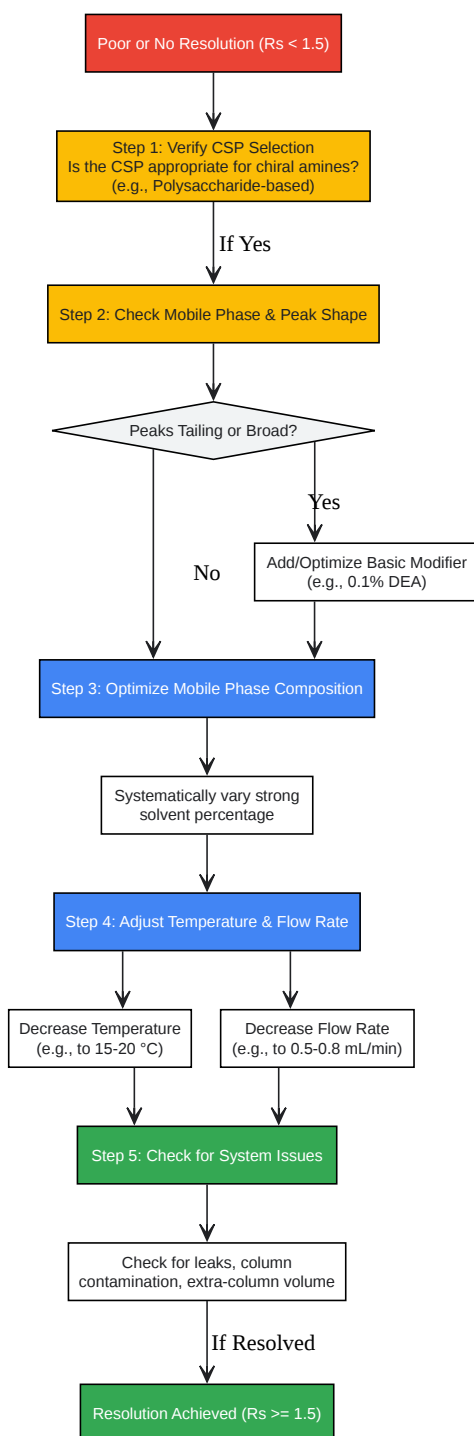 Poor or No Resolution (Rs < 1.5)
Step 1: Verify CSP Selection
Is the CSP appropriate for chiral amines?
(e.g., Polysaccharide-based)
If Yes
Step 2: Check Mobile Phase & Peak Shape
Peaks Tailing or Broad?
Yes
Add/Optimize Basic Modifier
(e.g., 0.1% DEA)
No
Step 3: Optimize Mobile Phase Composition
Systematically vary strong
solvent percentage
Step 4: Adjust Temperature & Flow Rate
Decrease Temperature
(e.g., to 15-20 °C)
Decrease Flow Rate
(e.g., to 0.5-0.8 mL/min)
Step 5: Check for System Issues
Check for leaks, column
contamination, extra-column volume
If Resolved
Resolution Achieved (Rs >= 1.5)